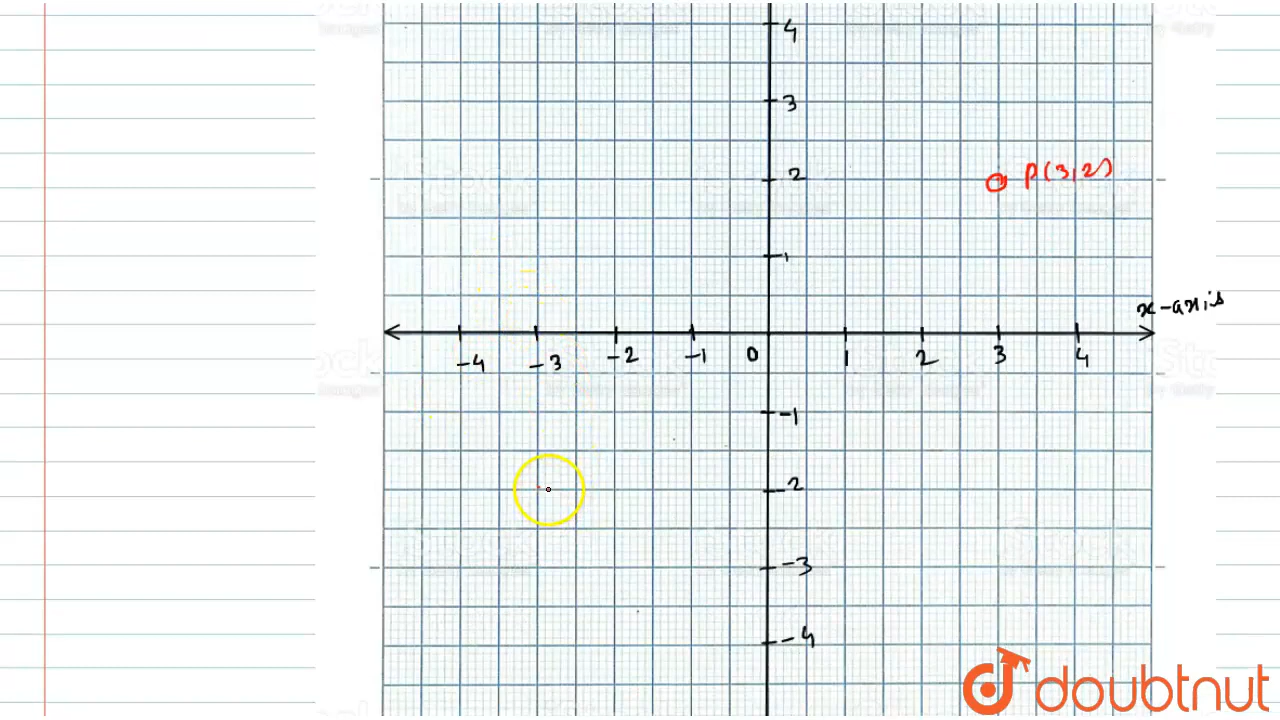 4
3
2
P(3,2)
1
x-axis
-4 -3 -2 -1 0 1 2 3 4
-1
-2
-3
-4
doubtnut